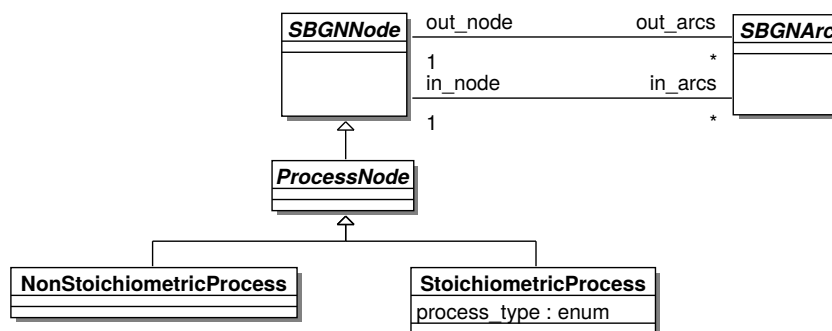 SBGNNode
out_node out_arcs
SBGNArc
1 *
in_node in_arcs
1 *
ProcessNode
NonStoichiometricProcess
StoichiometricProcess
process_type : enum